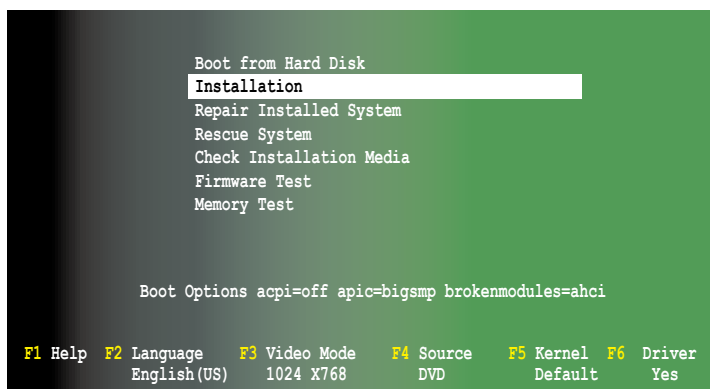 Boot from Hard Disk
Installation
Repair Installed System
Rescue System
Check Installation Media
Firmware Test
Memory Test
Boot Options acpi=off apic=bigsmp brokenmodules=ahci
F1 Help F2 Language F3 Video Mode F4 Source F5 Kernel F6 Driver
English(US) 1024 X768 DVD Default Yes